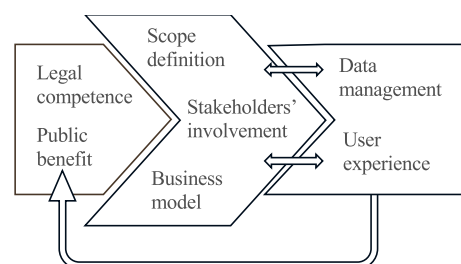 Legal
competence
Public
benefit
Scope
definition
Stakeholders’
involvement
Business
model
Data
management
User
experience